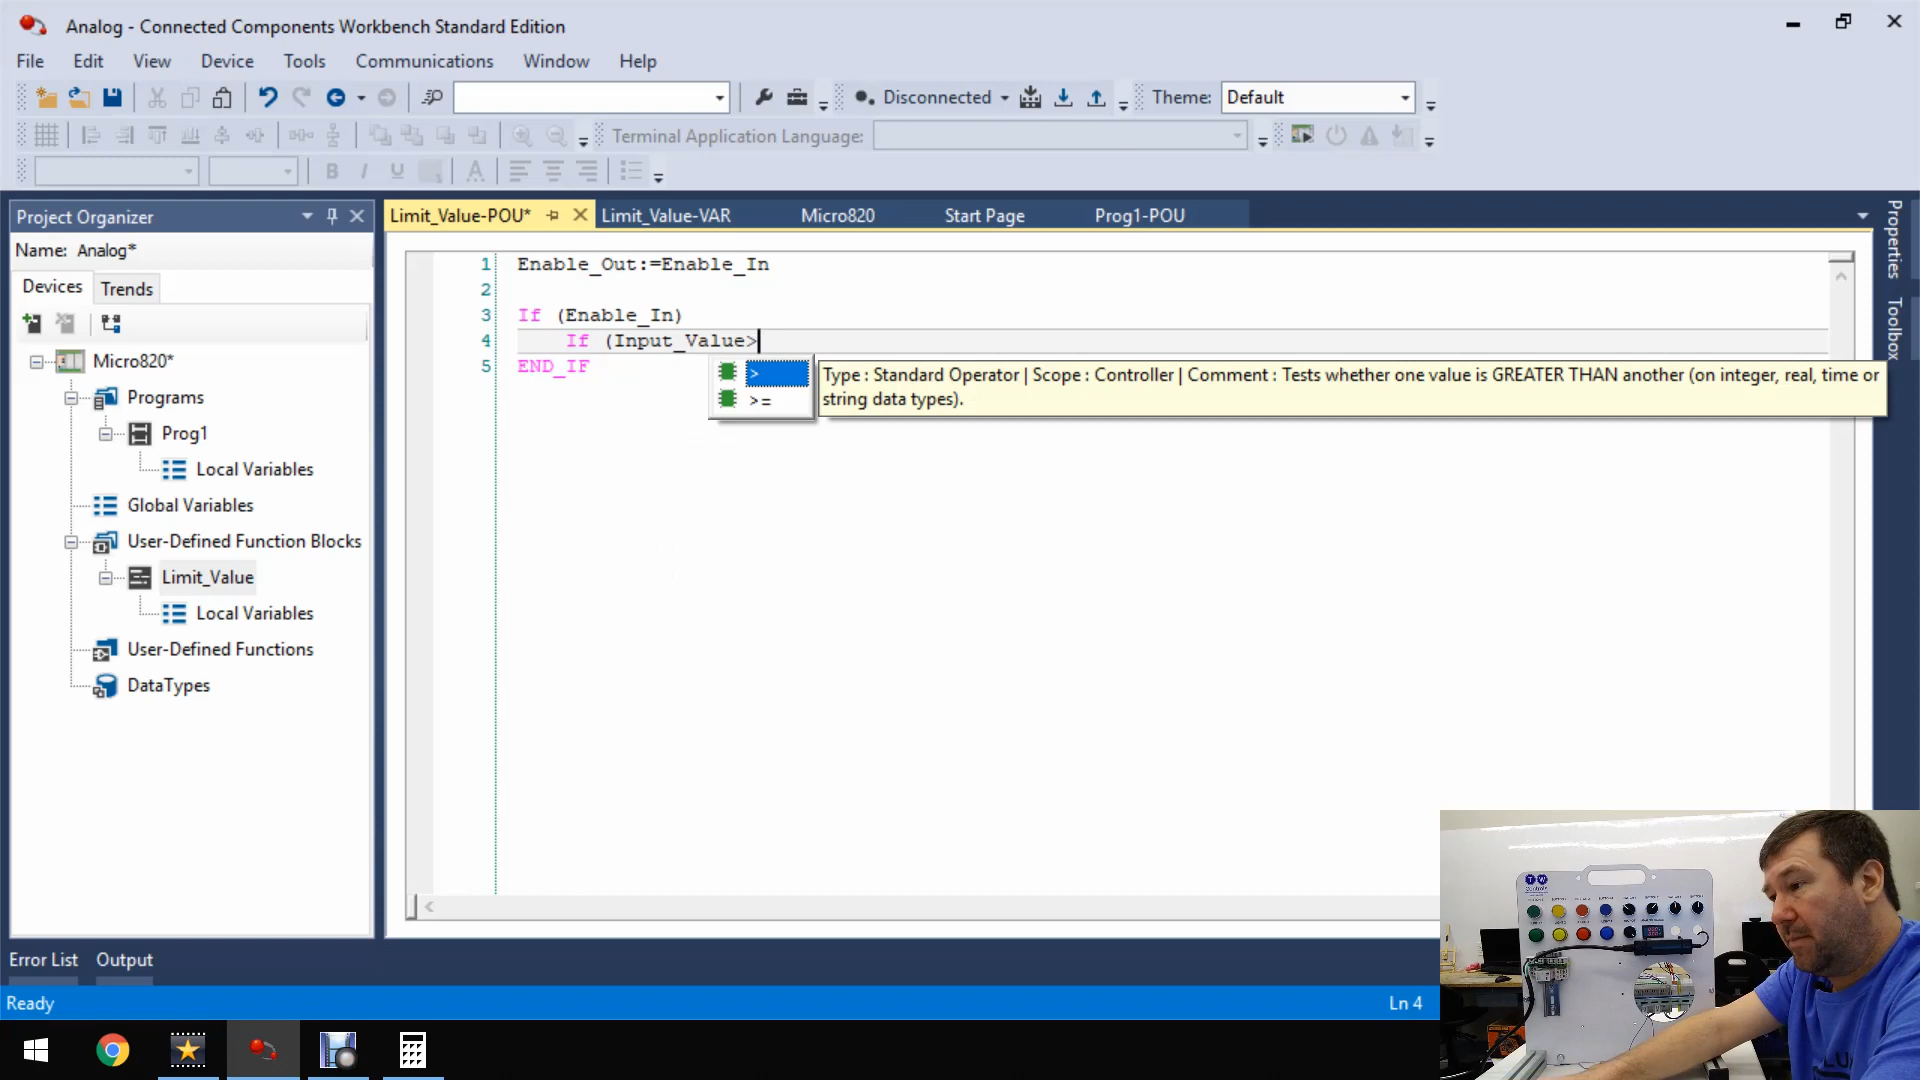 Analog - Connected Components Workbench Standard Edition
File Edit View Device Tools Communications Window Help
Disconnected Theme: Default
Terminal Application Language:
B I U A
Project Organizer
Name: Analog*
Devices Trends
Micro820*
Programs
Prog1
Local Variables
Global Variables
User-Defined Function Blocks
Limit_Value
Local Variables
User-Defined Functions
DataTypes
Limit_Value-POU* Limit_Value-VAR Micro820 Start Page Prog1-POU
1 Enable_Out:=Enable_In
2
3 If (Enable_In)
4 If (Input_Value>
5 END_IF
>
>=
Type : Standard Operator | Scope : Controller | Comment : Tests whether one value is GREATER THAN another (on integer, real, time or
string data types).
Properties
Toolbox
Error List Output
Ready Ln 4
TW
Controls